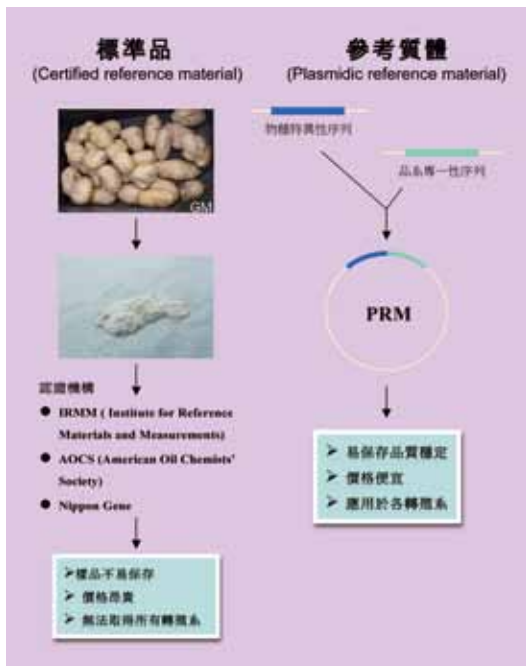 標準品
(Certified reference material)
GM
認證機構
● IRMM ( Institute for Reference
Materials and Measurements)
● AOCS (American Oil Chemists'
Society)
● Nippon Gene
➢樣品不易保存
➢ 價格昂貴
➢ 無法取得所有轉殖系
參考質體
(Plasmidic reference material)
物種特異性序列
品系專一性序列
PRM
➢ 易保存品質穩定
➢ 價格便宜
➢ 應用於各轉殖系